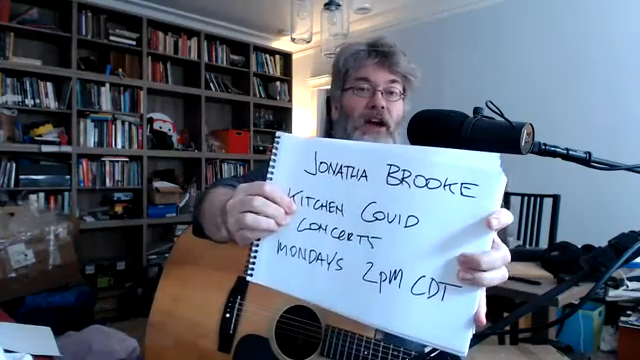 JONATHA BROOKE
KITCHEN COVID
CONCERTS
MONDAYS 2PM CDT